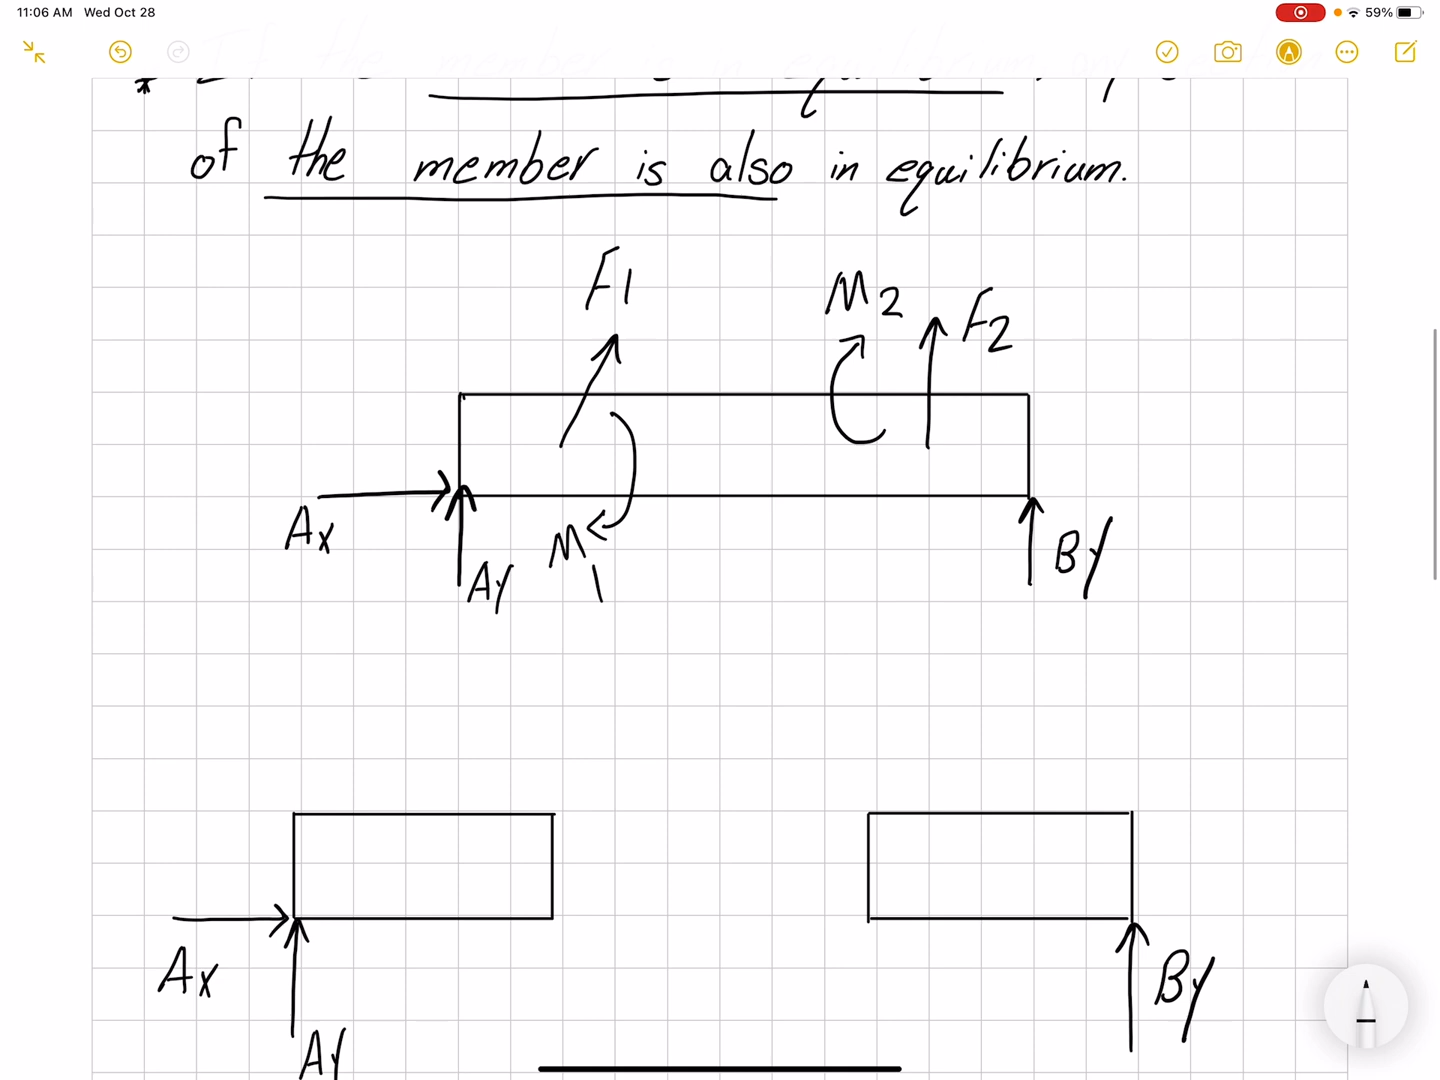 11:06 AM Wed Oct 28 59%
of the member is also in equilibrium.
F1
M2 F2
Ax
Ay M1 By
Ax By
Ay